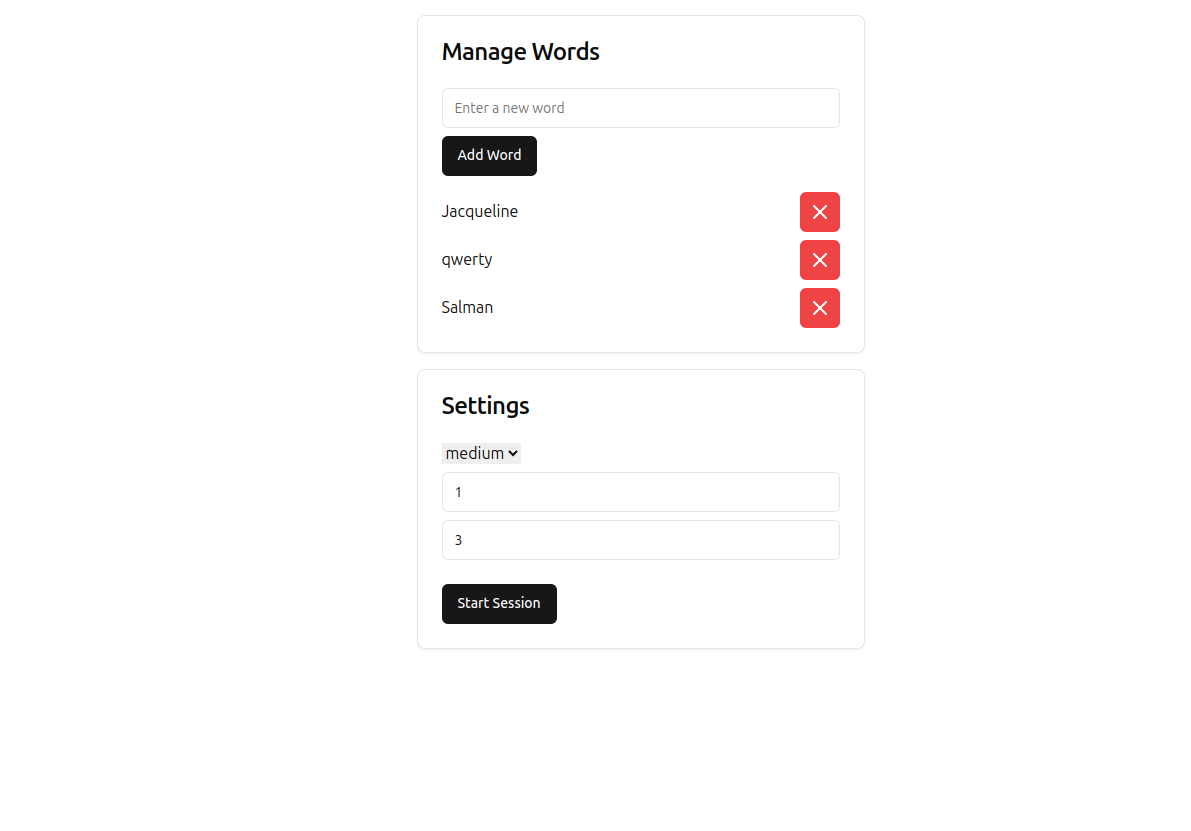 Manage Words
Enter a new word
Add Word
Jacqueline
qwerty
Salman
Settings
medium
1
3
Start Session